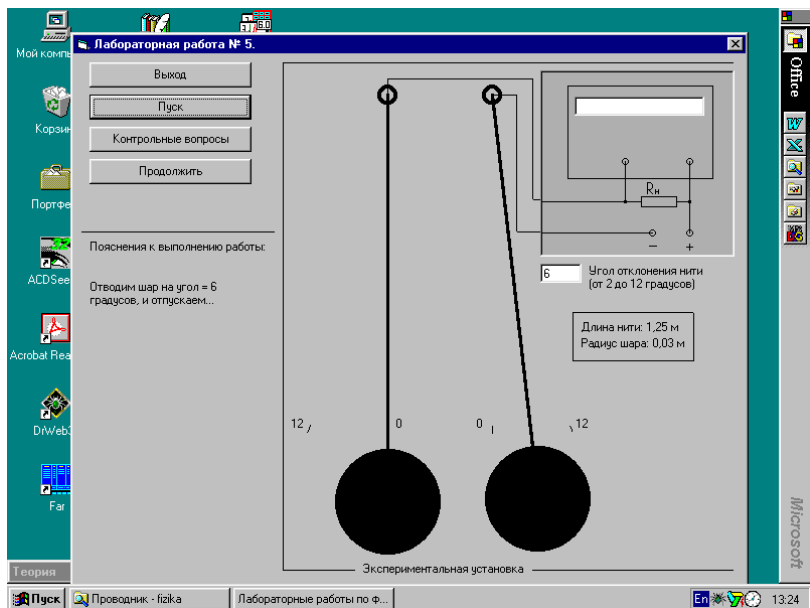 Мой компь
Корзин
Портфе
ACDSee
Acrobat Rea
DrWeb3
Far
Лабораторная работа № 5.
Выход
Пуск
Контрольные вопросы
Продолжить
Пояснения к выполнению работы:
Отводим шар на угол = 6
градусов, и отпускаем...
Rн
− +
6
Угол отклонения нити
(от 2 до 12 градусов)
Длина нити: 1,25 м
Радиус шара: 0,03 м
12 0 0 12
Экспериментальная установка
Office
Microsoft
Теория
Пуск
Проводник - fizika
Лабораторные работы по ф...
En
13:24